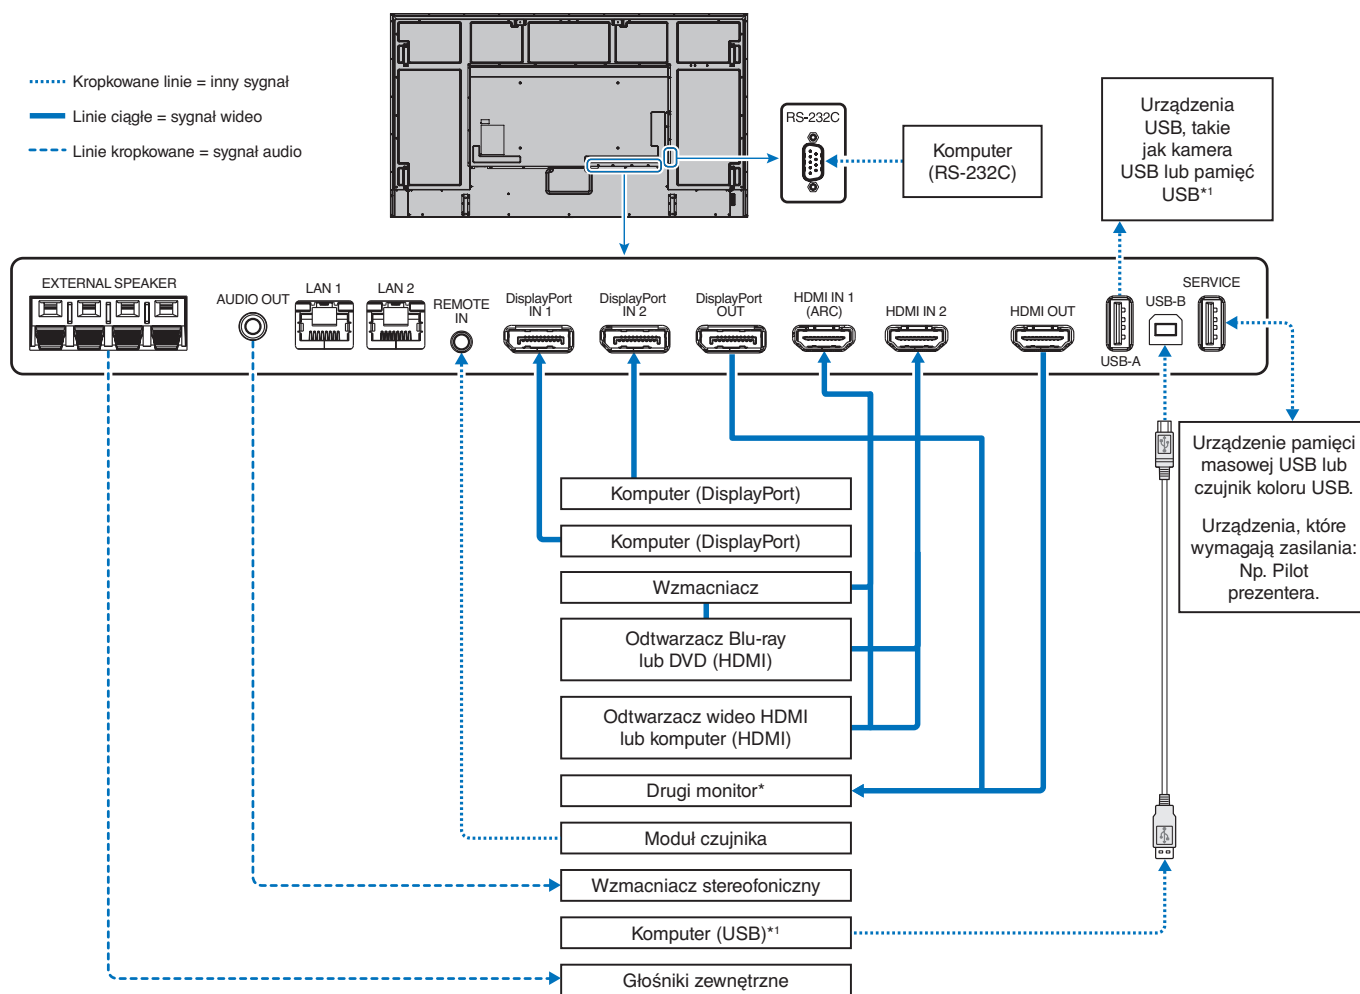 Kropkowane linie = inny sygnał
Linie ciągłe = sygnał wideo
Linie kropkowane = sygnał audio
RS-232C
Komputer
(RS-232C)
Urządzenia
USB, takie
jak kamera
USB lub pamięć
USB*1
EXTERNAL SPEAKER
AUDIO OUT
LAN 1
LAN 2
REMOTE
IN
DisplayPort
IN 1
DisplayPort
IN 2
DisplayPort
OUT
HDMI IN 1
(ARC)
HDMI IN 2
HDMI OUT
USB-A
USB-B
SERVICE
Urządzenie pamięci
masowej USB lub
czujnik koloru USB.
Urządzenia, które
wymagają zasilania:
Np. Pilot
prezentera.
Komputer (DisplayPort)
Komputer (DisplayPort)
Wzmacniacz
Odtwarzacz Blu-ray
lub DVD (HDMI)
Odtwarzacz wideo HDMI
lub komputer (HDMI)
Drugi monitor*
Moduł czujnika
Wzmacniacz stereofoniczny
Komputer (USB)*1
Głośniki zewnętrzne